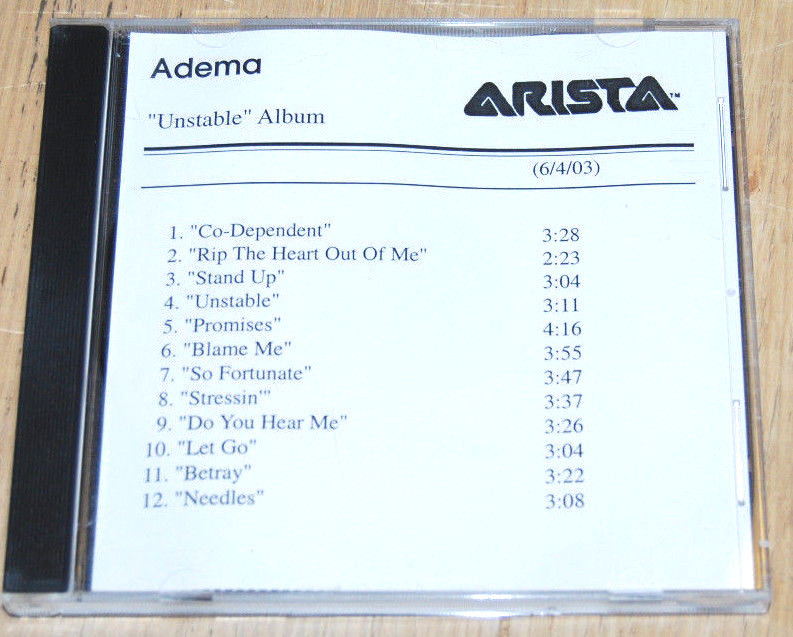 Adema
ARISTA™
"Unstable" Album
(6/4/03)
1. "Co-Dependent" 3:28
2. "Rip The Heart Out Of Me" 2:23
3. "Stand Up" 3:04
4. "Unstable" 3:11
5. "Promises" 4:16
6. "Blame Me" 3:55
7. "So Fortunate" 3:47
8. "Stressin'" 3:37
9. "Do You Hear Me" 3:26
10. "Let Go" 3:04
11. "Betray" 3:22
12. "Needles" 3:08